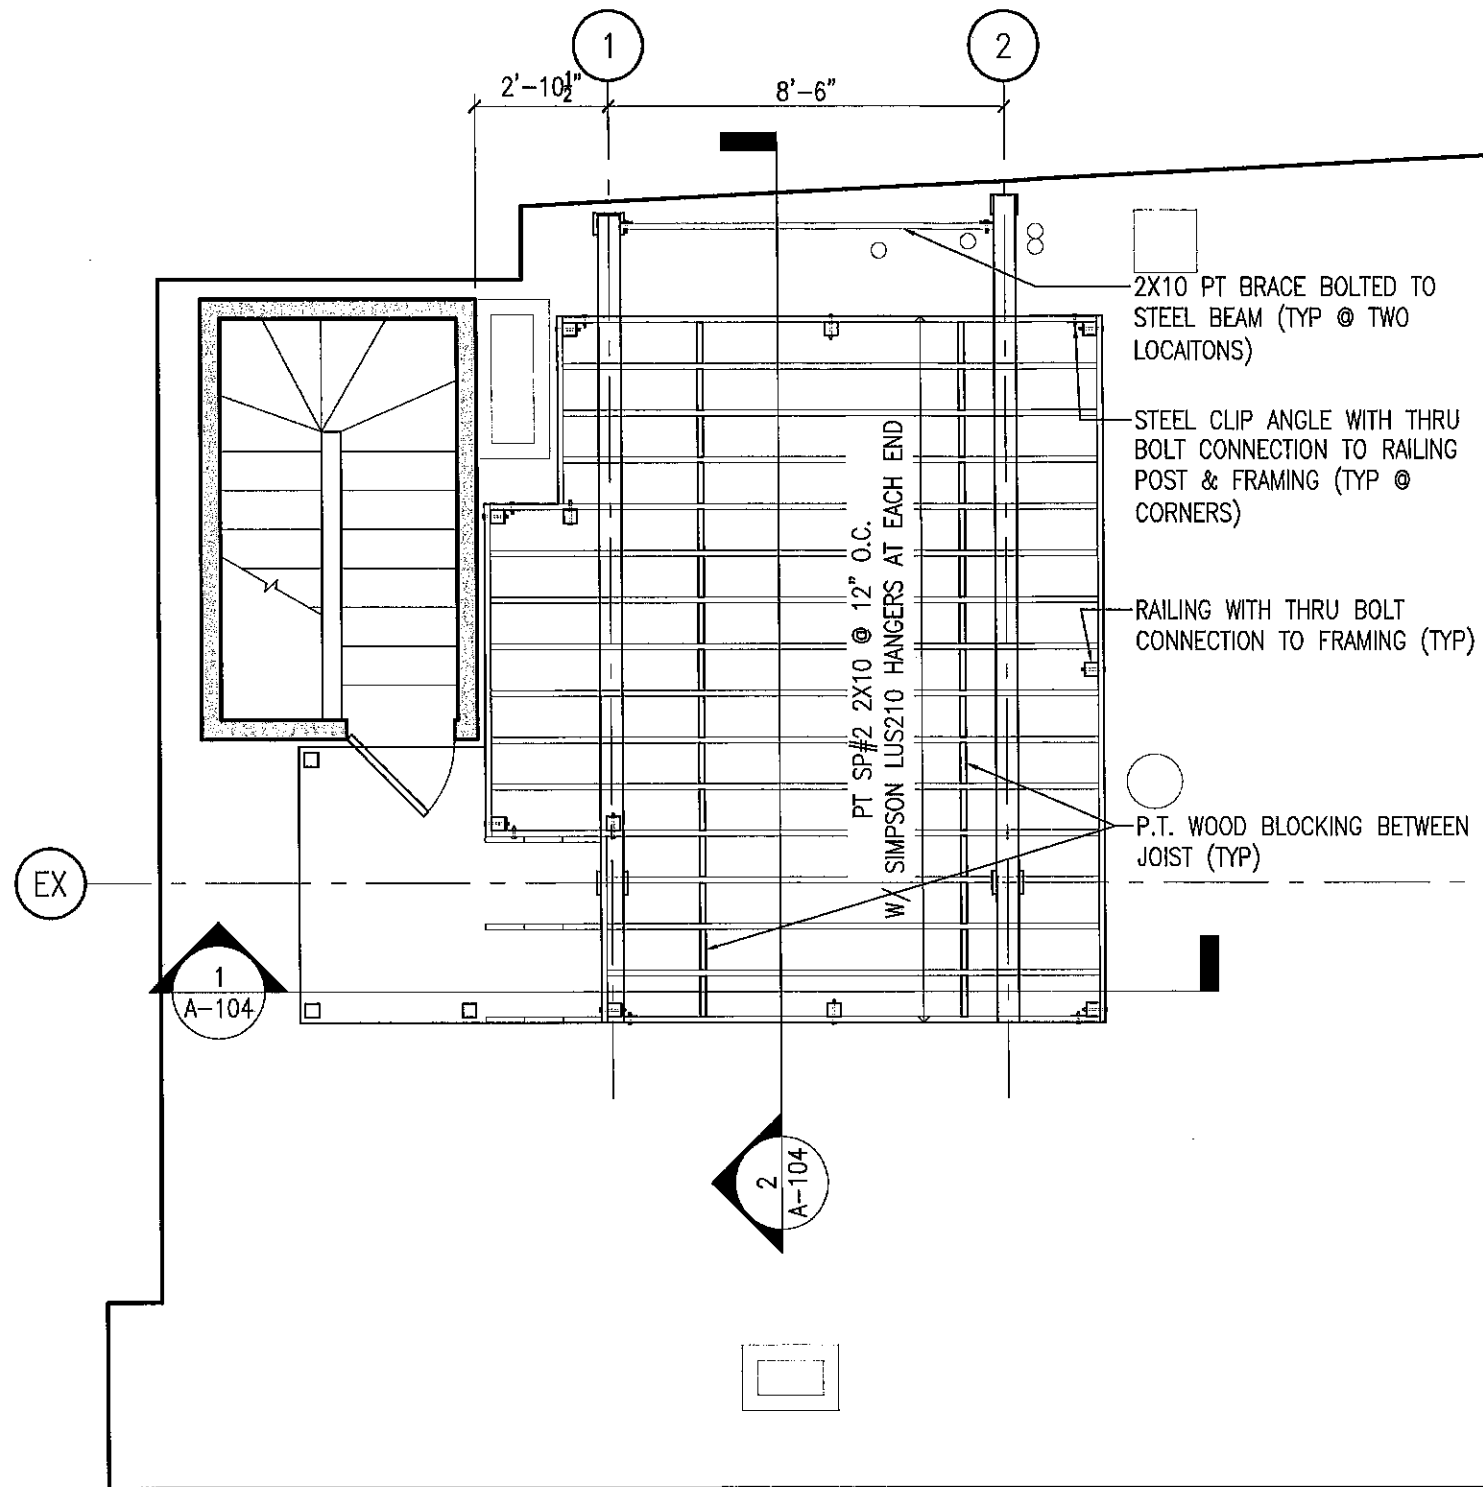 1
2
2'-10½"
8'-6"
2X10 PT BRACE BOLTED TO
STEEL BEAM (TYP @ TWO
LOCAITONS)
STEEL CLIP ANGLE WITH THRU
BOLT CONNECTION TO RAILING
POST & FRAMING (TYP @
CORNERS)
PT SP#2 2X10 @ 12" O.C.
W/ SIMPSON LUS210 HANGERS AT EACH END
RAILING WITH THRU BOLT
CONNECTION TO FRAMING (TYP)
P.T. WOOD BLOCKING BETWEEN
JOIST (TYP)
EX
1
A-104
2
A-104